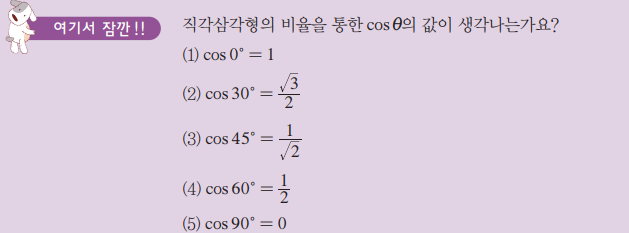 여기서 잠깐!!
직각삼각형의 비율을 통한 cos θ의 값이 생각나는가요?
(1) cos 0° = 1
(2) cos 30° = √3/2
(3) cos 45° = 1/√2
(4) cos 60° = 1/2
(5) cos 90° = 0